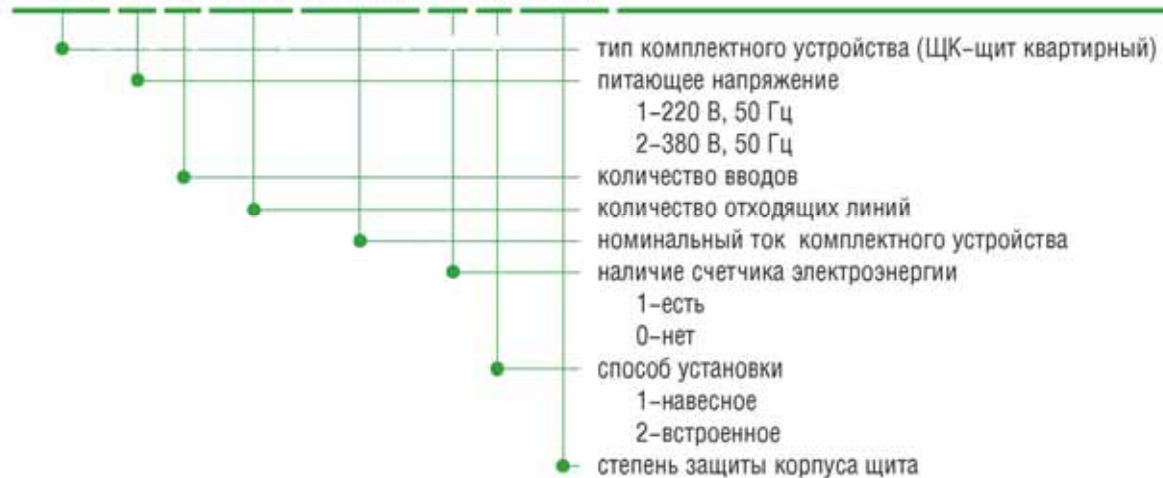 тип комплектного устройства (ЩК–щит квартирный)
питающее напряжение
1–220 В, 50 Гц
2–380 В, 50 Гц
количество вводов
количество отходящих линий
номинальный ток комплектного устройства
наличие счетчика электроэнергии
1–есть
0–нет
способ установки
1–навесное
2–встроенное
степень защиты корпуса щита